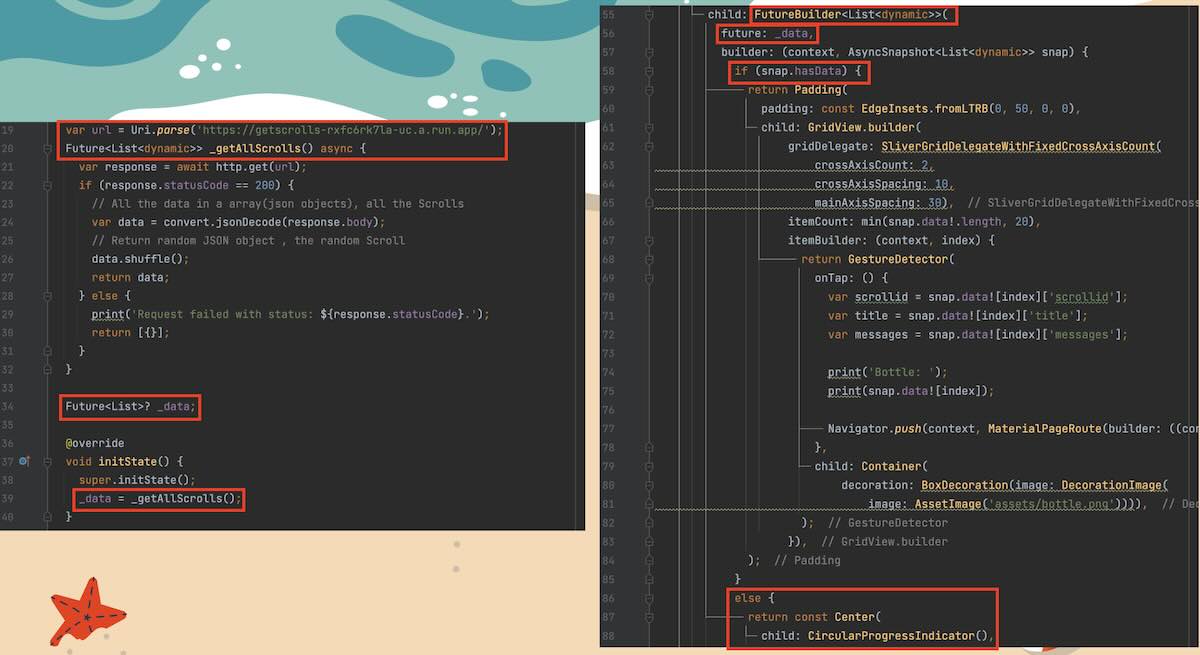 19 var url = Uri.parse('https://getscrolls-rxfc6rk7la-uc.a.run.app/');
20 Future<List<dynamic>> _getAllScrolls() async {
21 var response = await http.get(url);
22 if (response.statusCode == 200) {
23 // All the data in a array(json objects), all the Scrolls
24 var data = convert.jsonDecode(response.body);
25 // Return random JSON object , the random Scroll
26 data.shuffle();
27 return data;
28 } else {
29 print('Request failed with status: ${response.statusCode}.');
30 return [{}];
31 }
32 }
33
34 Future<List>? _data;
35
36 @override
37 void initState() {
38 super.initState();
39 _data = _getAllScrolls();
40 }
55 child: FutureBuilder<List<dynamic>>(
56 future: _data,
57 builder: (context, AsyncSnapshot<List<dynamic>> snap) {
58 if (snap.hasData) {
59 return Padding(
60 padding: const EdgeInsets.fromLTRB(0, 50, 0, 0),
61 child: GridView.builder(
62 gridDelegate: SliverGridDelegateWithFixedCrossAxisCount(
63 crossAxisCount: 2,
64 crossAxisSpacing: 10,
65 mainAxisSpacing: 30), // SliverGridDelegateWithFixedCros
66 itemCount: min(snap.data!.length, 20),
67 itemBuilder: (context, index) {
68 return GestureDetector(
69 onTap: () {
70 var scrollid = snap.data![index]['scrollid'];
71 var title = snap.data![index]['title'];
72 var messages = snap.data![index]['messages'];
73
74 print('Bottle: ');
75 print(snap.data![index]);
76
77 Navigator.push(context, MaterialPageRoute(builder: ((con
78 },
79 child: Container(
80 decoration: BoxDecoration(image: DecorationImage(
81 image: AssetImage('assets/bottle.png')))), // De
82 ); // GestureDetector
83 }), // GridView.builder
84 ); // Padding
85 }
86 else {
87 return const Center(
88 child: CircularProgressIndicator(),